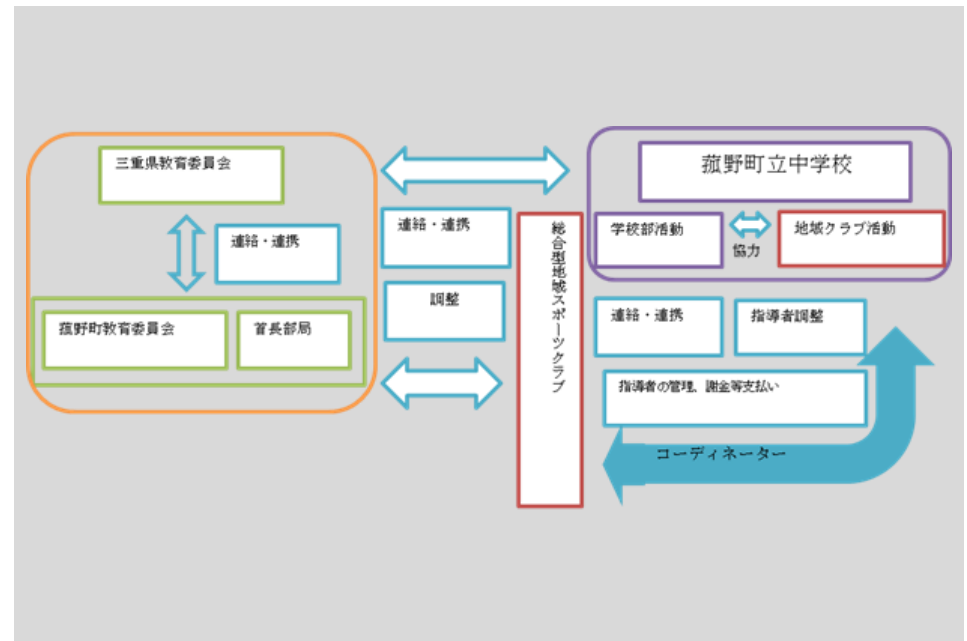 三重県教育委員会
連絡・連携
菰野町教育委員会
首長部局
連絡・連携
調整
総合型地域スポーツクラブ
菰野町立中学校
学校部活動
協力
地域クラブ活動
連絡・連携
指導者調整
指導者の管理、謝金等支払い
コーディネーター